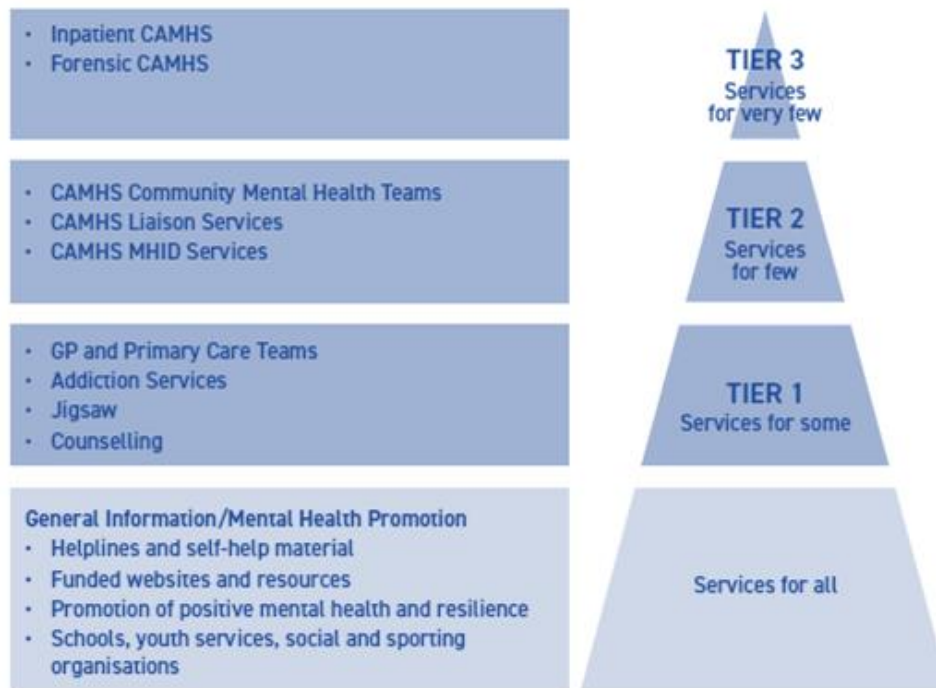 • Inpatient CAMHS
• Forensic CAMHS
TIER 3
Services
for very few
• CAMHS Community Mental Health Teams
• CAMHS Liaison Services
• CAMHS MHID Services
TIER 2
Services
for few
• GP and Primary Care Teams
• Addiction Services
• Jigsaw
• Counselling
TIER 1
Services for some
General Information/Mental Health Promotion
• Helplines and self-help material
• Funded websites and resources
• Promotion of positive mental health and resilience
• Schools, youth services, social and sporting
organisations
Services for all